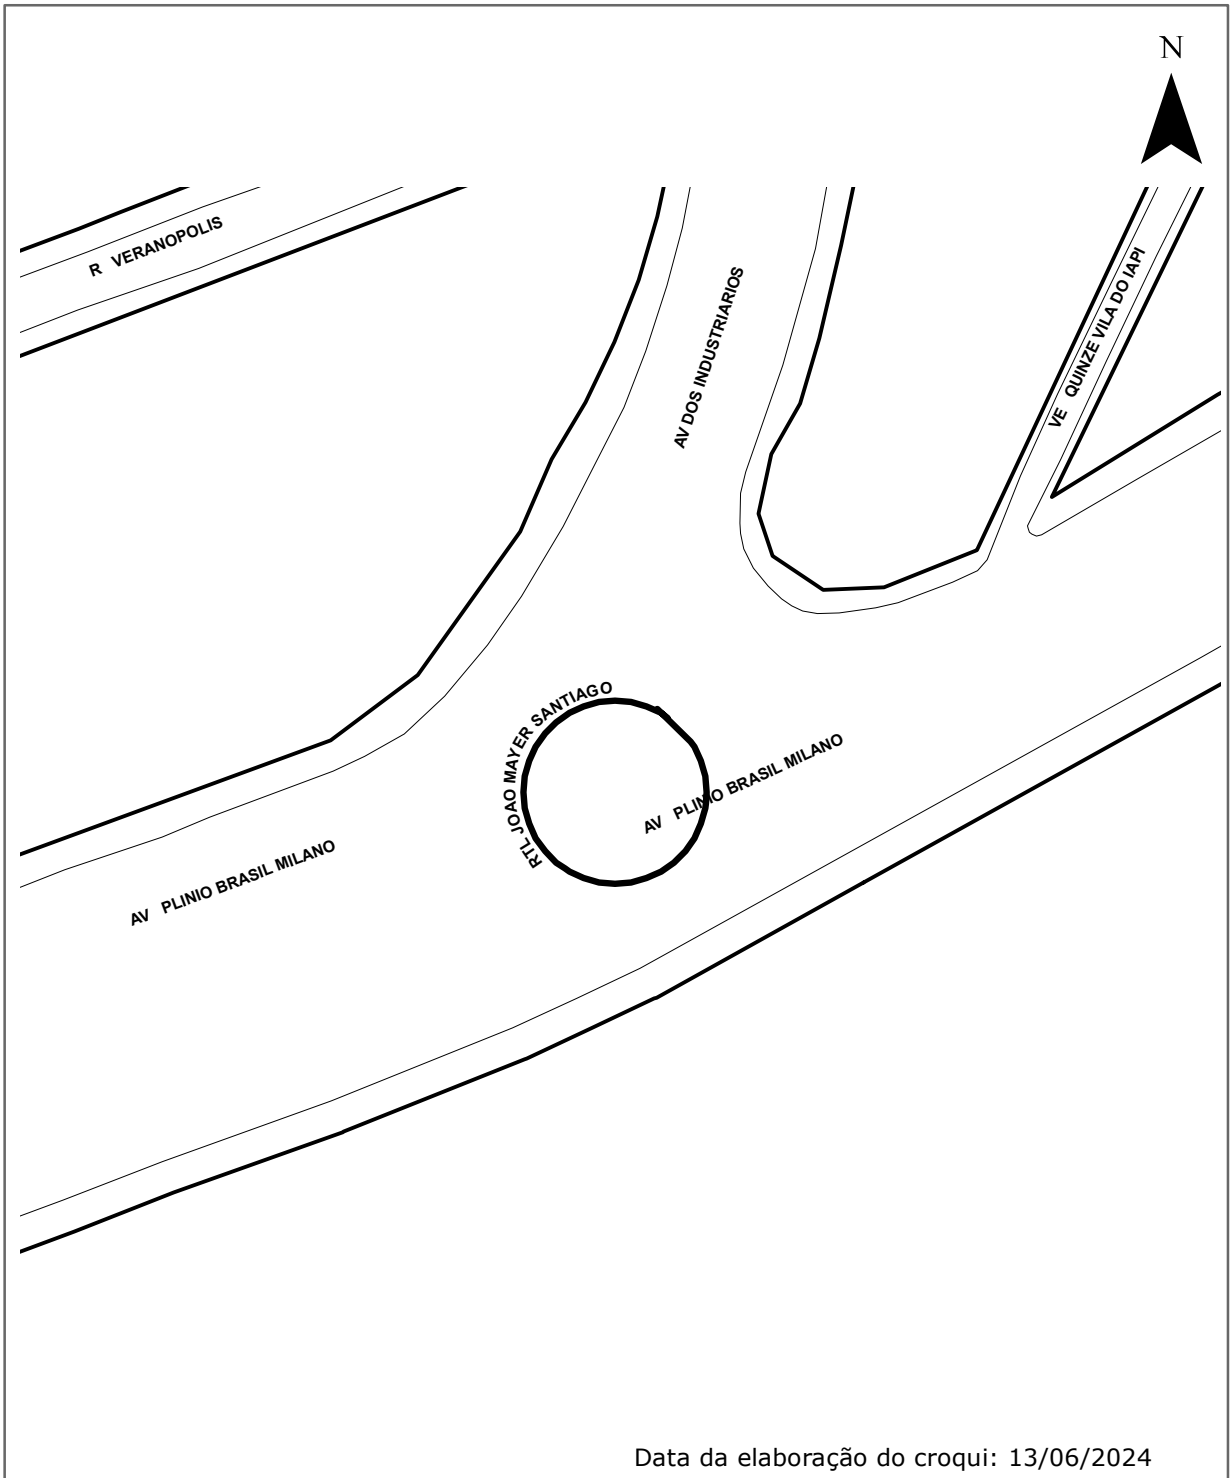 N
R VERANOPOLIS
AV DOS INDUSTRIARIOS
VE QUINZE VILA DO IAPI
RTL JOAO MAYER SANTIAGO
AV PLINIO BRASIL MILANO
AV PLINIO BRASIL MILANO
Data da elaboração do croqui: 13/06/2024